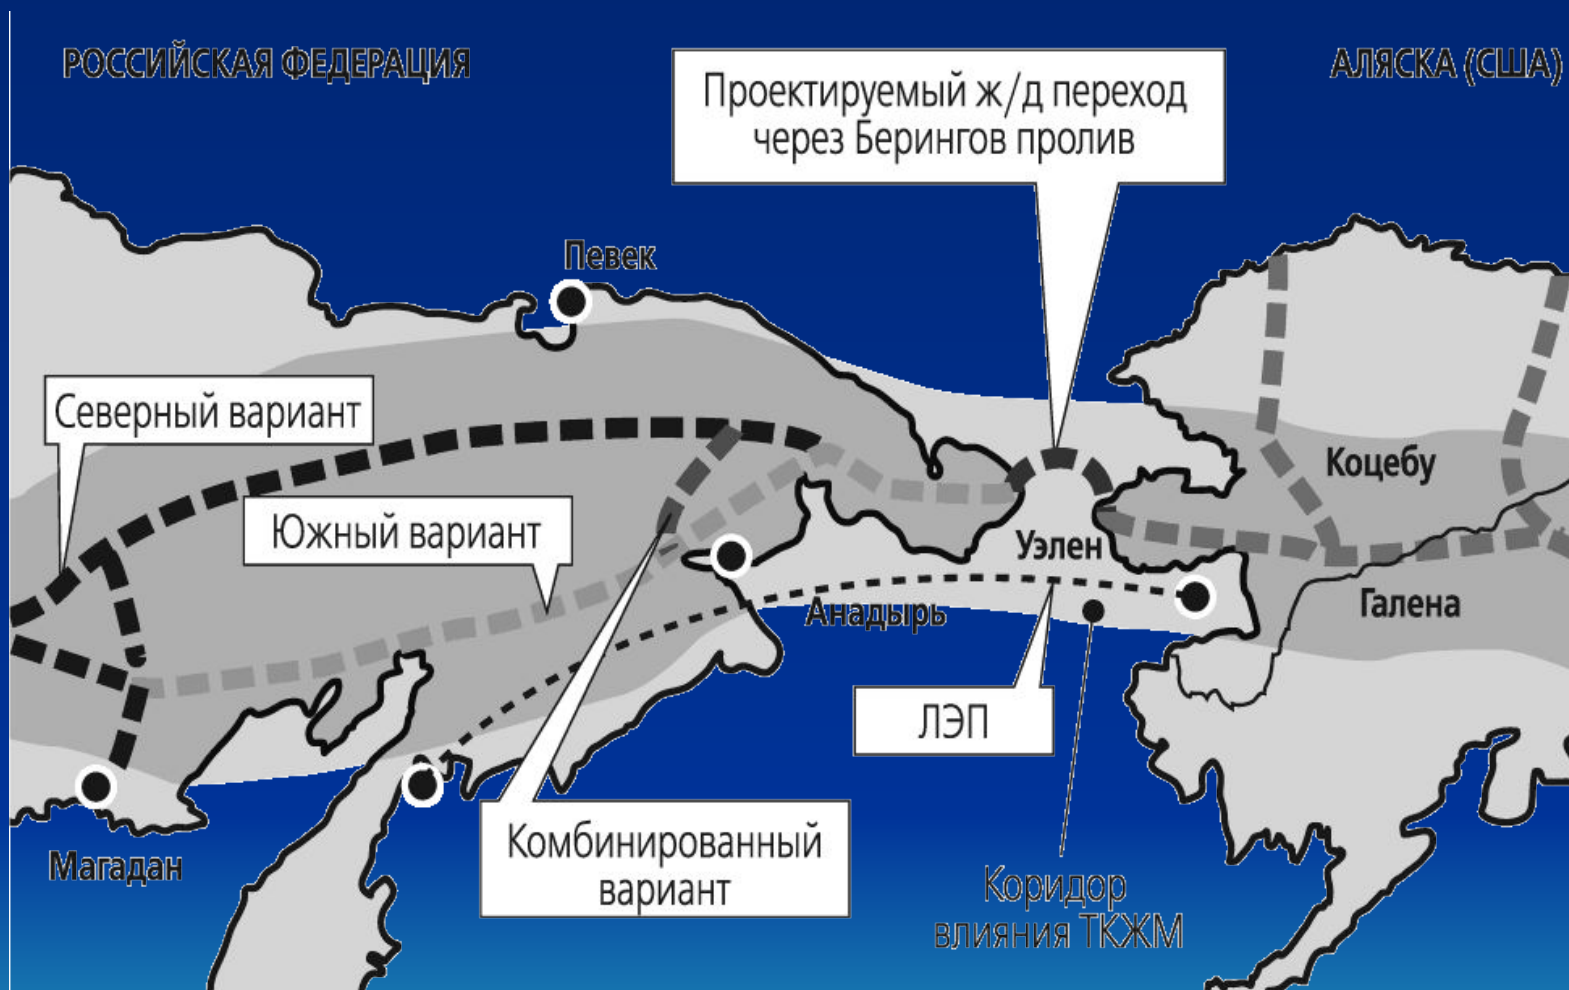 РОССИЙСКАЯ ФЕДЕРАЦИЯ
АЛЯСКА (США)
Проектируемый ж/д переход
через Берингов пролив
Певек
Северный вариант
Коцебу
Южный вариант
Уэлен
Анадырь
Галена
ЛЭП
Комбинированный
вариант
Магадан
Коридор
влияния ТКЖМ